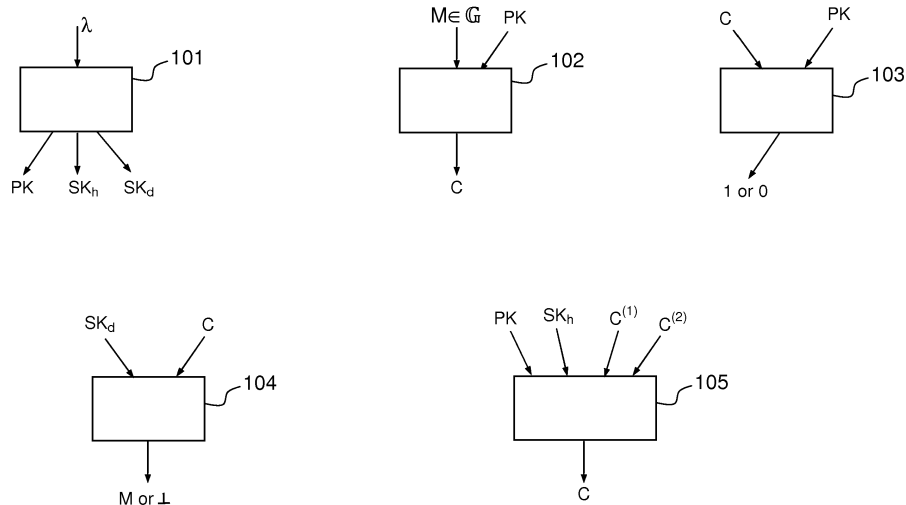 λ
101
PK SKh SKd
M∈ 𝔾 PK
102
C
C PK
103
1 or 0
SKd C
104
M or ⊥
PK SKh C(1) C(2)
105
C